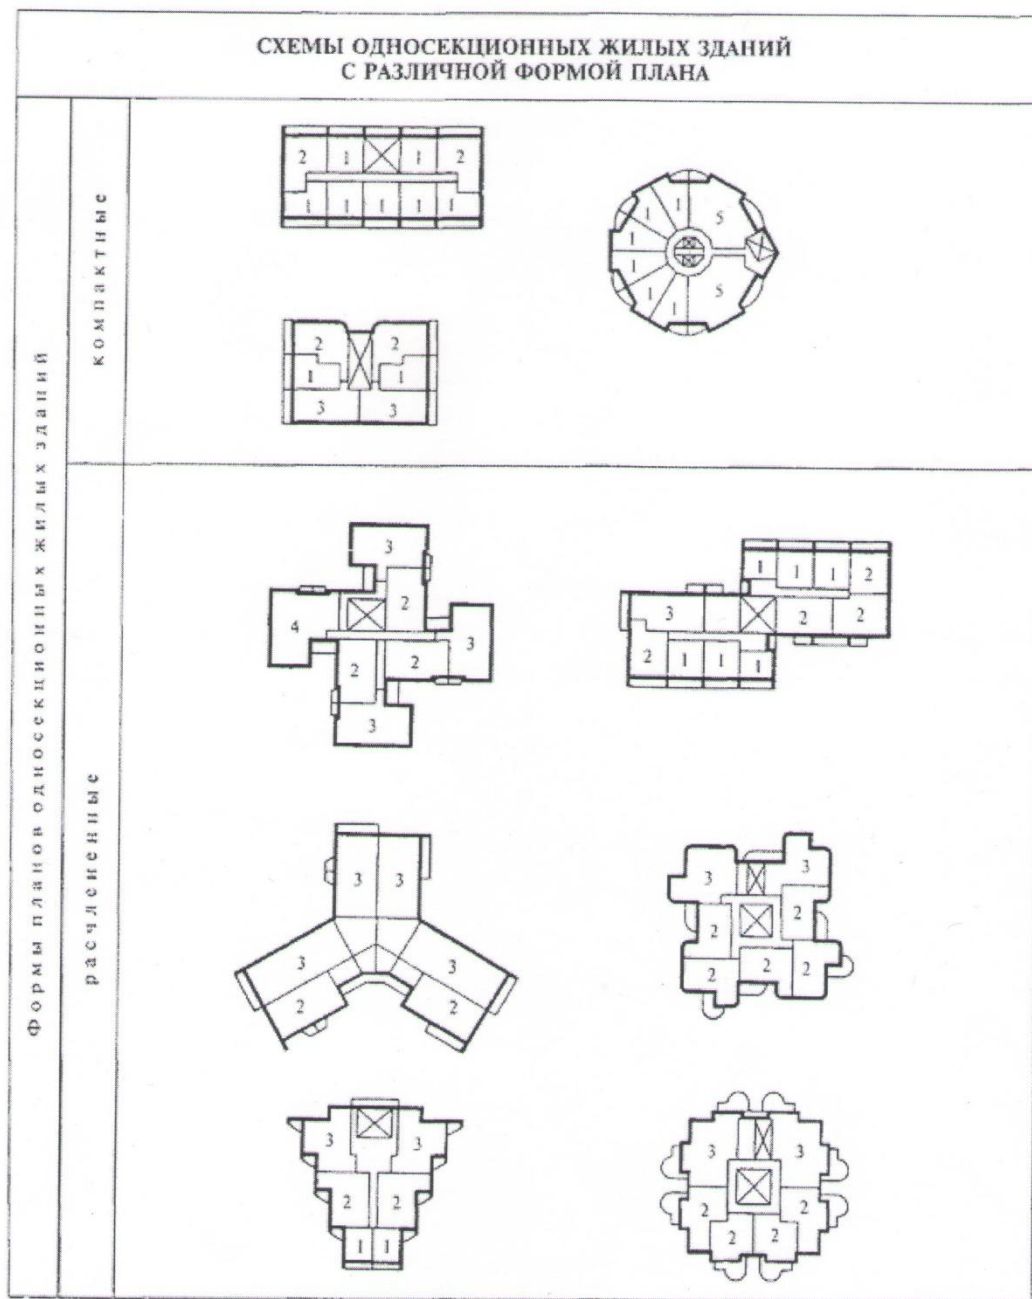 СХЕМЫ ОДНОСЕКЦИОННЫХ ЖИЛЫХ ЗДАНИЙ
С РАЗЛИЧНОЙ ФОРМОЙ ПЛАНА
Формы планов односекционных жилых зданий
компактные
2 1 1 2
1 1 1 1 1
1 1 1 1 1 1 5 5
2 2
1 1
3 3
расчлененные
3
2
4 3
2 2
3
1 1 1 2
3 2 2
2 1 1 1
3 3
3 3
2 2
3 3
2 2
2 2 2
3 3
2 2
1 1
3 3
2 2
2 2